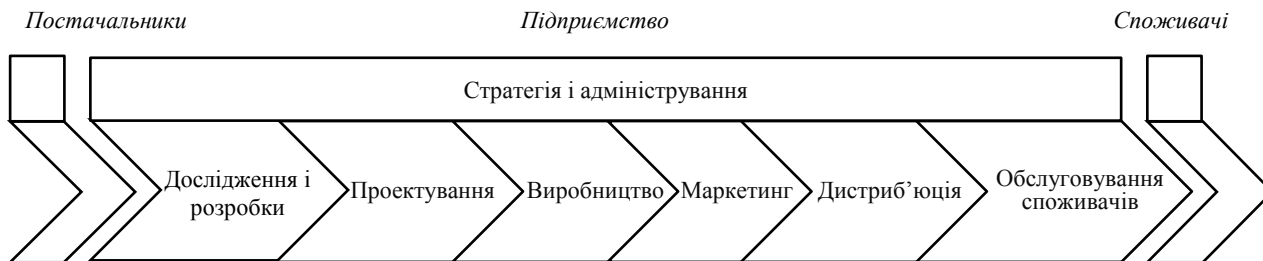 Постачальники
Підприємство
Споживачі
Стратегія і адміністрування
Дослідження і
розробки
Проектування
Виробництво
Маркетинг
Дистриб’юція
Обслуговування
споживачів